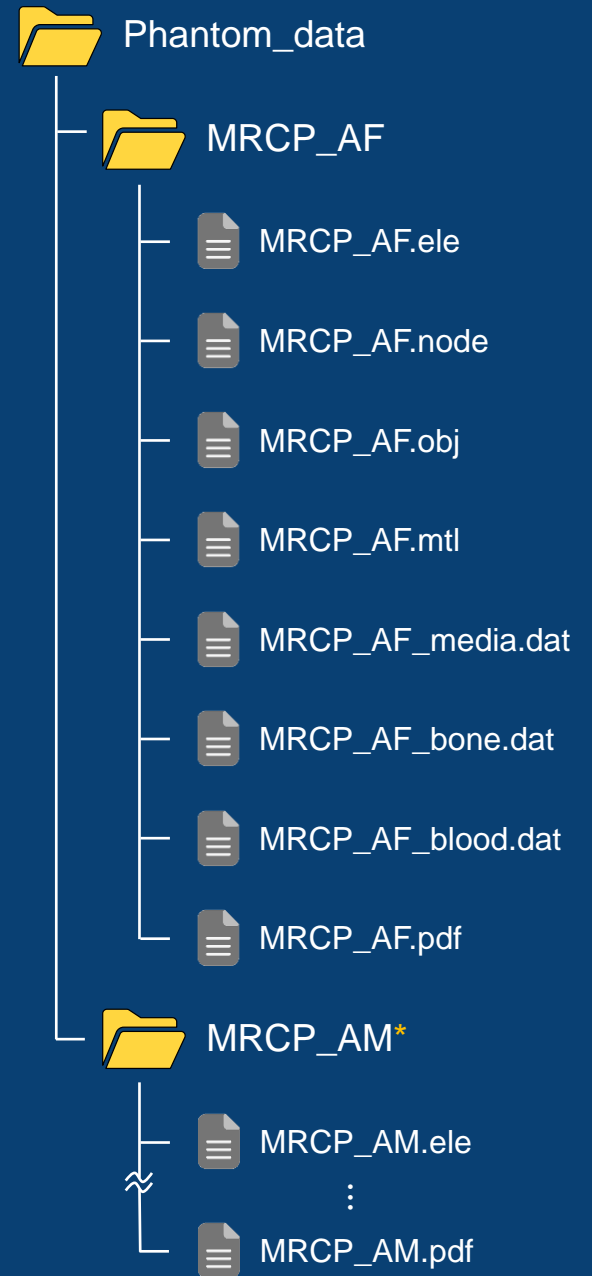 Phantom_data
MRCP_AF
MRCP_AF.ele
MRCP_AF.node
MRCP_AF.obj
MRCP_AF.mtl
MRCP_AF_media.dat
MRCP_AF_bone.dat
MRCP_AF_blood.dat
MRCP_AF.pdf
MRCP_AM*
MRCP_AM.ele
⋮
MRCP_AM.pdf